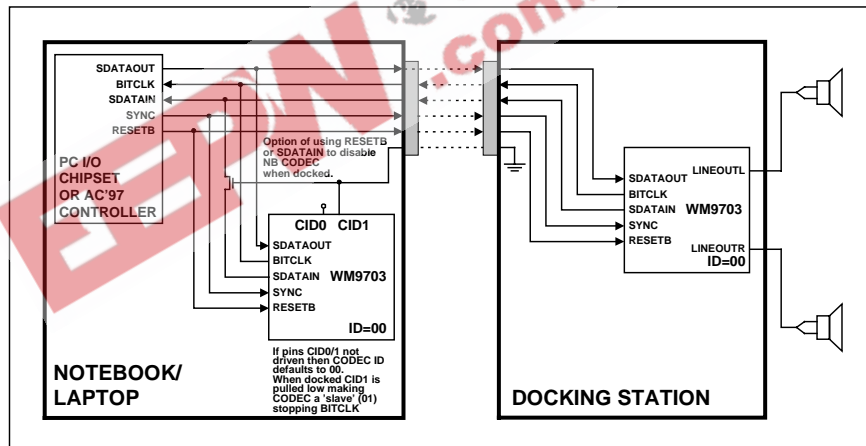 SDATAOUT
BITCLK
SDATAIN
SYNC
RESETB
PC I/O
CHIPSET
OR AC'97
CONTROLLER
Option of using RESETB
or SDATAIN to disable
NB CODEC
when docked.
CID0 CID1
SDATAOUT
BITCLK
SDATAIN WM9703
SYNC
RESETB
ID=00
If pins CID0/1 not
driven then CODEC ID
defaults to 00.
When docked CID1 is
pulled low making
CODEC a 'slave' (01)
stopping BITCLK
NOTEBOOK/
LAPTOP
SDATAOUT
BITCLK
SDATAIN
SYNC
RESETB
LINEOUTL
WM9703
LINEOUTR
ID=00
DOCKING STATION
EEPW.com